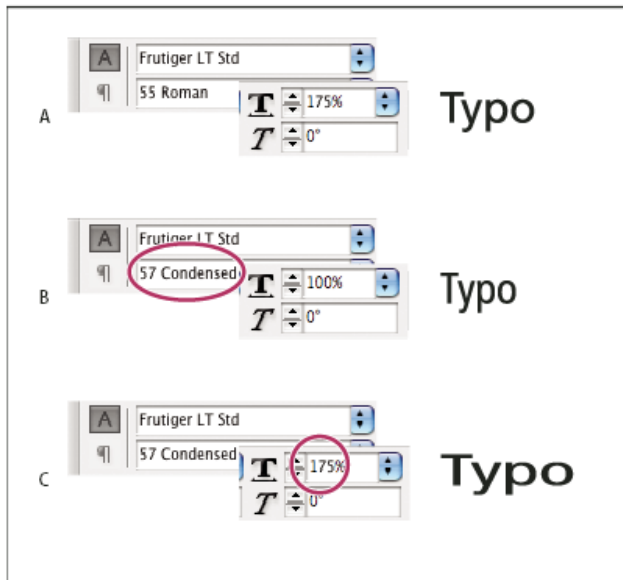 A Frutiger LT Std
¶ 55 Roman
T 175%
T 0°
A
Typo
A Frutiger LT Std
¶ 57 Condensed
T 100%
T 0°
B
Typo
A Frutiger LT Std
¶ 57 Condensed
T 175%
T 0°
C
Typo